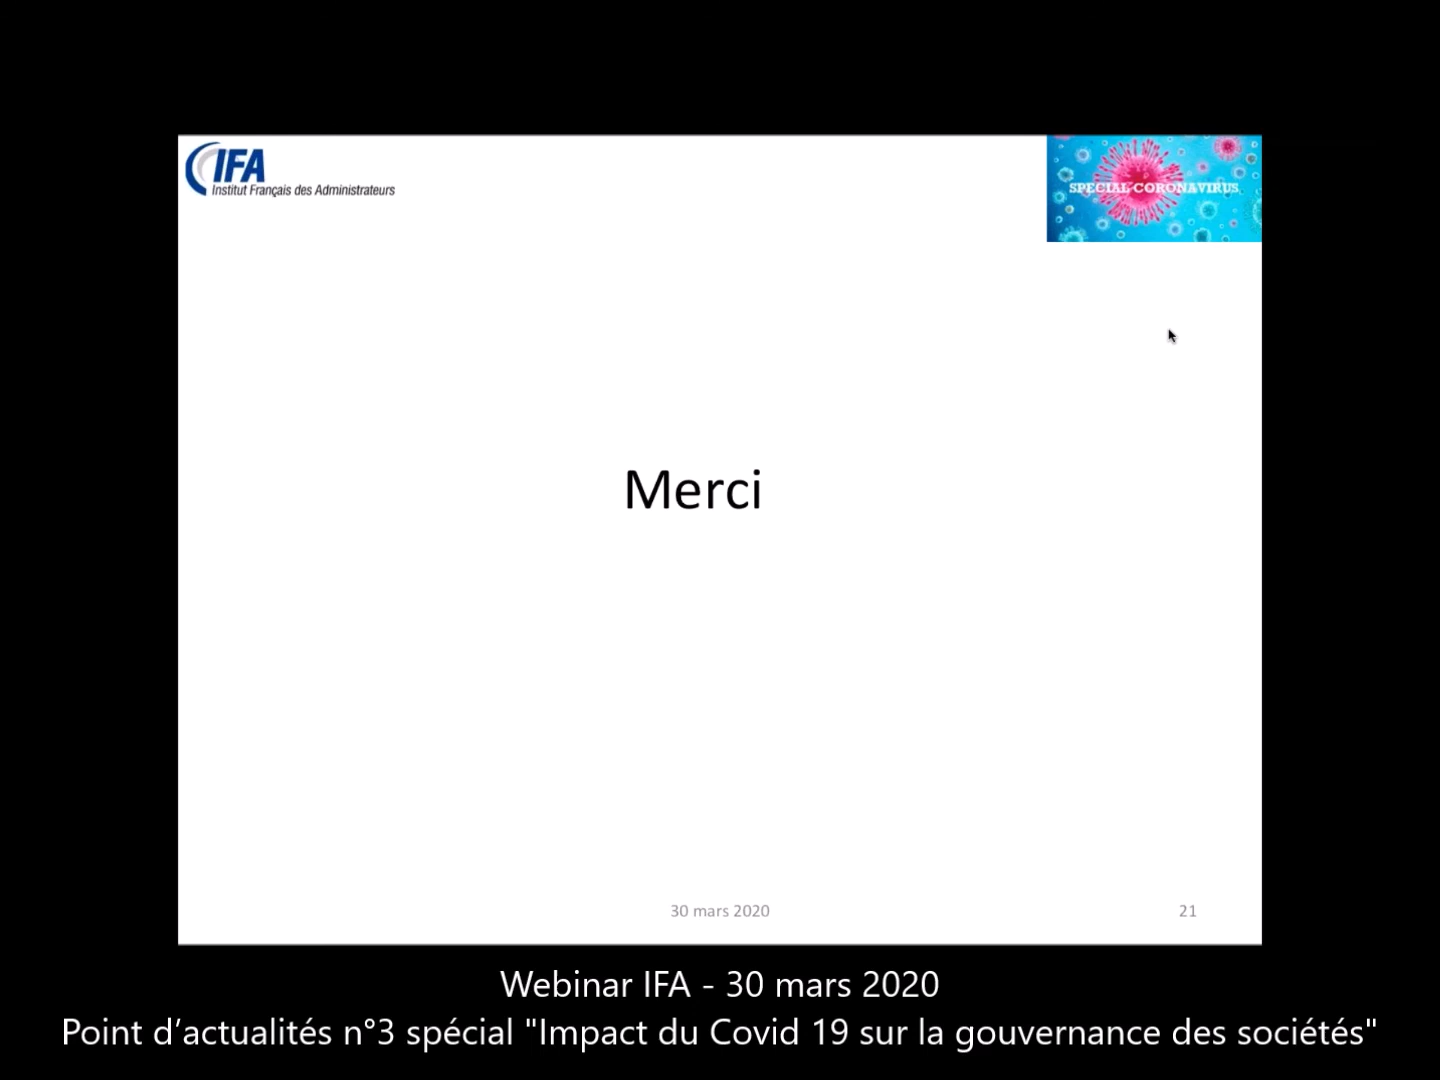 IFA
Institut Français des Administrateurs
SPECIAL CORONAVIRUS
Merci
30 mars 2020
21
Webinar IFA - 30 mars 2020
Point d’actualités n°3 spécial "Impact du Covid 19 sur la gouvernance des sociétés"